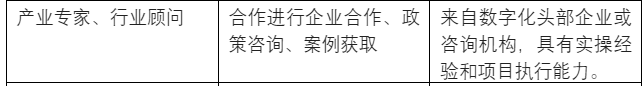 产业专家、行业顾问
合作进行企业合作、政
策咨询、案例获取
来自数字化头部企业或
咨询机构，具有实操经
验和项目执行能力。